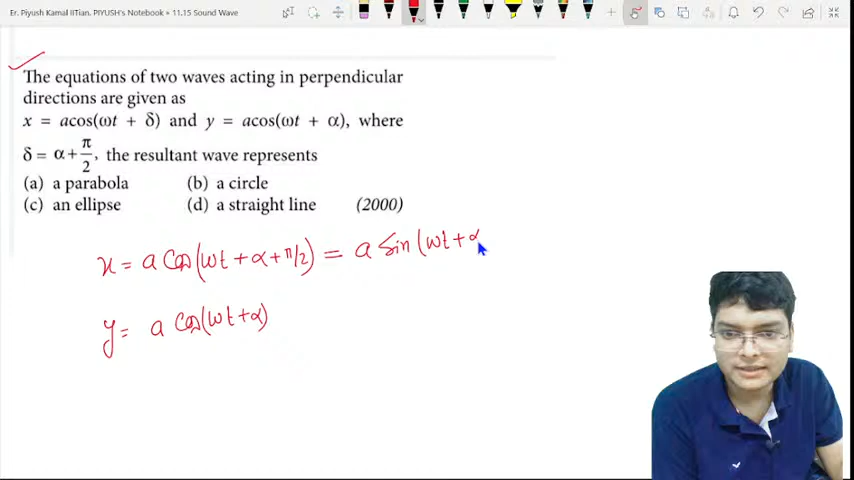 Er. Piyush Kamal IITian. PIYUSH's Notebook » 11.15 Sound Wave
The equations of two waves acting in perpendicular
directions are given as
x = acos(ωt + δ) and y = acos(ωt + α), where
δ = α + π/2, the resultant wave represents
(a) a parabola (b) a circle
(c) an ellipse (d) a straight line (2000)
x = a Cos(ωt + α + π/2) = a Sin (ωt + α
y = a Cos(ωt + α)